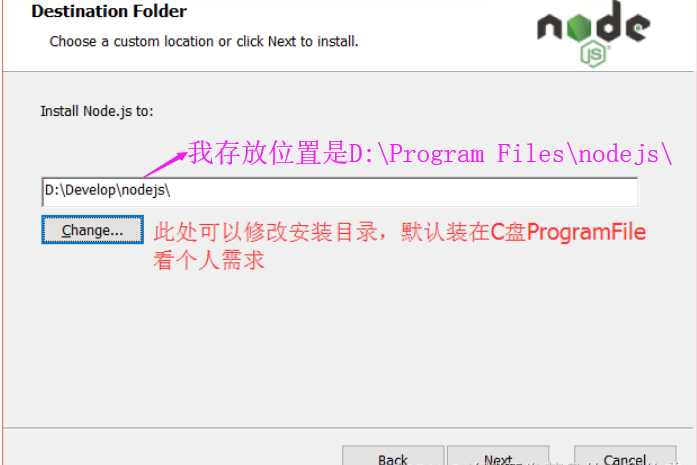 Destination Folder
Choose a custom location or click Next to install.
node
JS
Install Node.js to:
我存放位置是D:\Program Files\nodejs\
D:\Develop\nodejs\
Change...
此处可以修改安装目录，默认装在C盘ProgramFile
看个人需求
Back Next Cancel